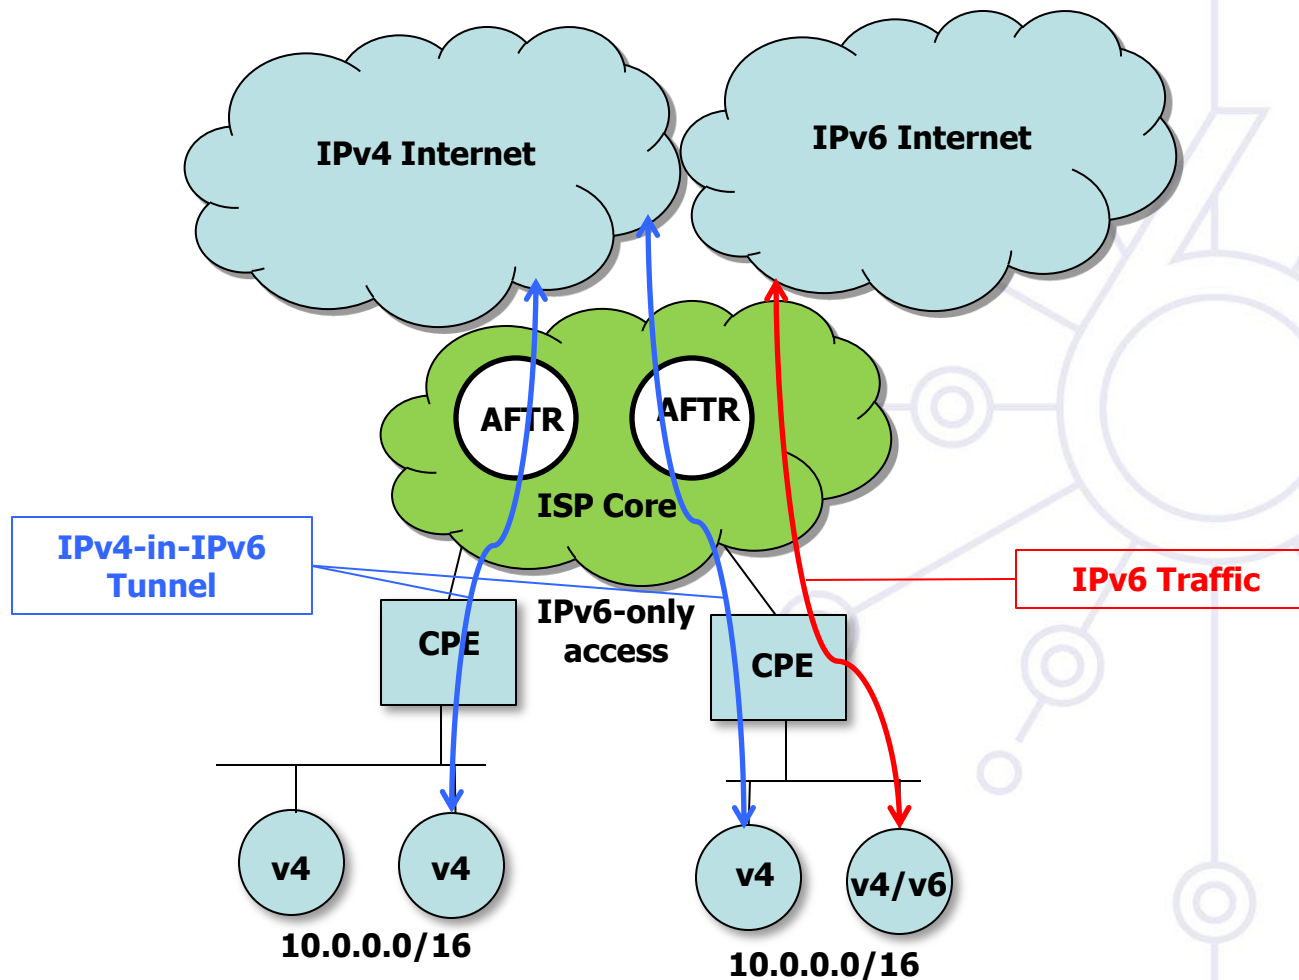 IPv4 Internet
IPv6 Internet
AFTR
AFTR
ISP Core
IPv4-in-IPv6
Tunnel
IPv6 Traffic
IPv6-only
access
CPE
CPE
v4
v4
v4
v4/v6
10.0.0.0/16
10.0.0.0/16